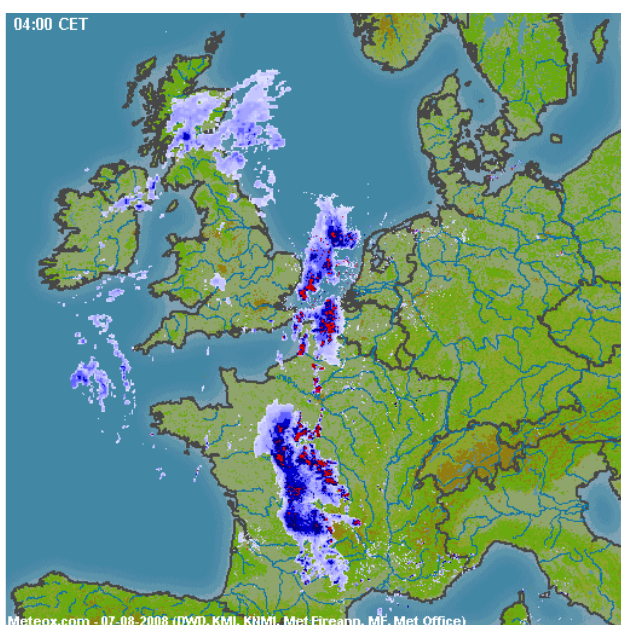 04:00 CET
Meteox.com - 07-08-2008 (DWD, KMI, KNMI, Met Eireann, MF, Met Office)